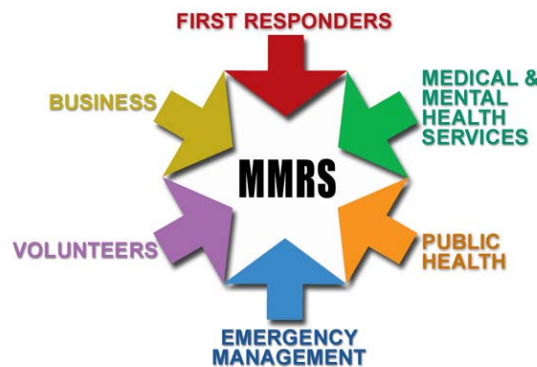 FIRST RESPONDERS
MEDICAL &
MENTAL
HEALTH
SERVICES
BUSINESS
MMRS
VOLUNTEERS
PUBLIC
HEALTH
EMERGENCY
MANAGEMENT